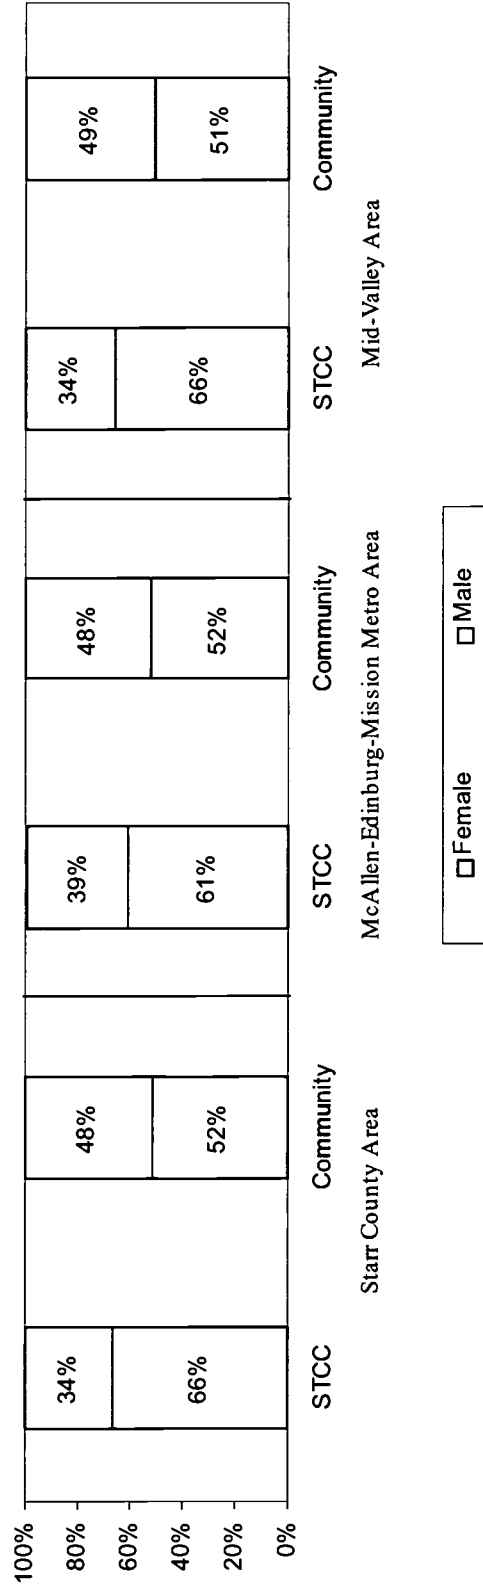 100%
80%
60%
40%
20%
0%
34% 48% 39% 48% 34% 49%
66% 52% 61% 52% 66% 51%
STCC Community STCC Community STCC Community
Starr County Area McAllen-Edinburg-Mission Metro Area Mid-Valley Area
Female Male